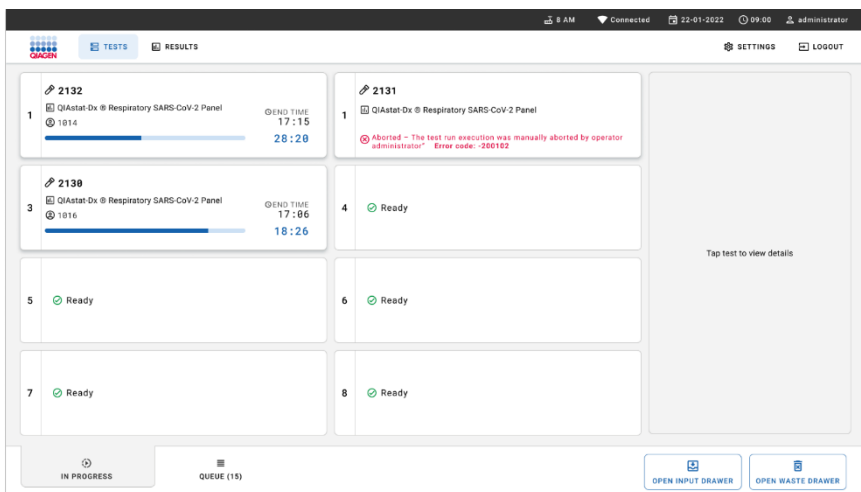 8 AM Connected 22-01-2022 09:00 administrator
QIAGEN TESTS RESULTS SETTINGS LOGOUT
1
2132
QIAstat-Dx ® Respiratory SARS-CoV-2 Panel
1014
END TIME
17:15
28:20
1
2131
QIAstat-Dx ® Respiratory SARS-CoV-2 Panel
Aborted – The test run execution was manually aborted by operator
administrator" Error code: -200102
3
2130
QIAstat-Dx ® Respiratory SARS-CoV-2 Panel
1016
END TIME
17:06
18:26
4 Ready
Tap test to view details
5 Ready
6 Ready
7 Ready
8 Ready
IN PROGRESS
QUEUE (15)
OPEN INPUT DRAWER
OPEN WASTE DRAWER